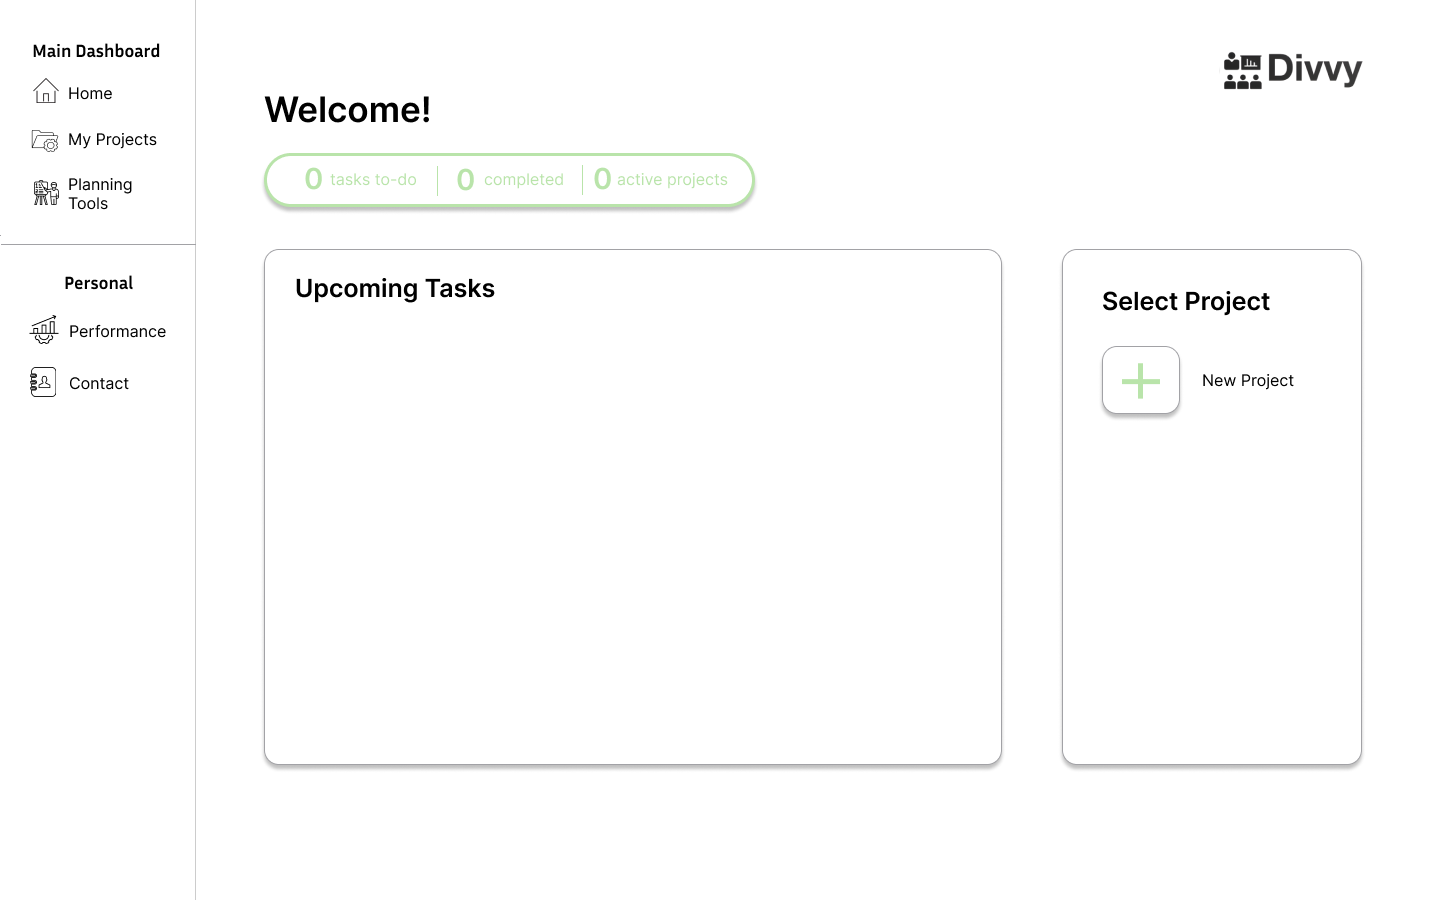 Main Dashboard
Home
My Projects
Planning
Tools
Personal
Performance
Contact
Divvy
Welcome!
0 tasks to-do 0 completed 0 active projects
Upcoming Tasks
Select Project
New Project